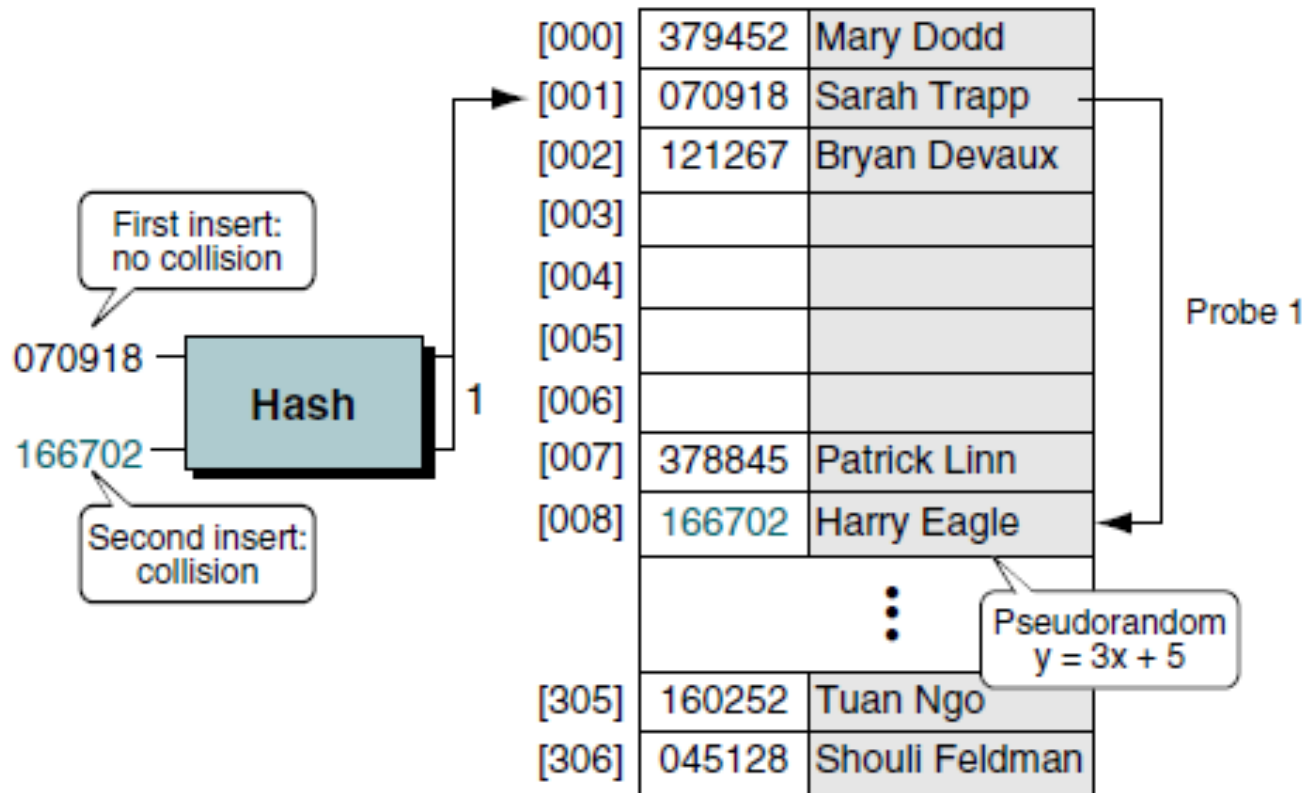 [000] 379452 Mary Dodd
[001] 070918 Sarah Trapp
[002] 121267 Bryan Devaux
[003]
[004]
[005]
[006]
[007] 378845 Patrick Linn
[008] 166702 Harry Eagle
[305] 160252 Tuan Ngo
[306] 045128 Shouli Feldman
First insert:
no collision
070918
Hash
1
166702
Second insert:
collision
Probe 1
Pseudorandom
y = 3x + 5